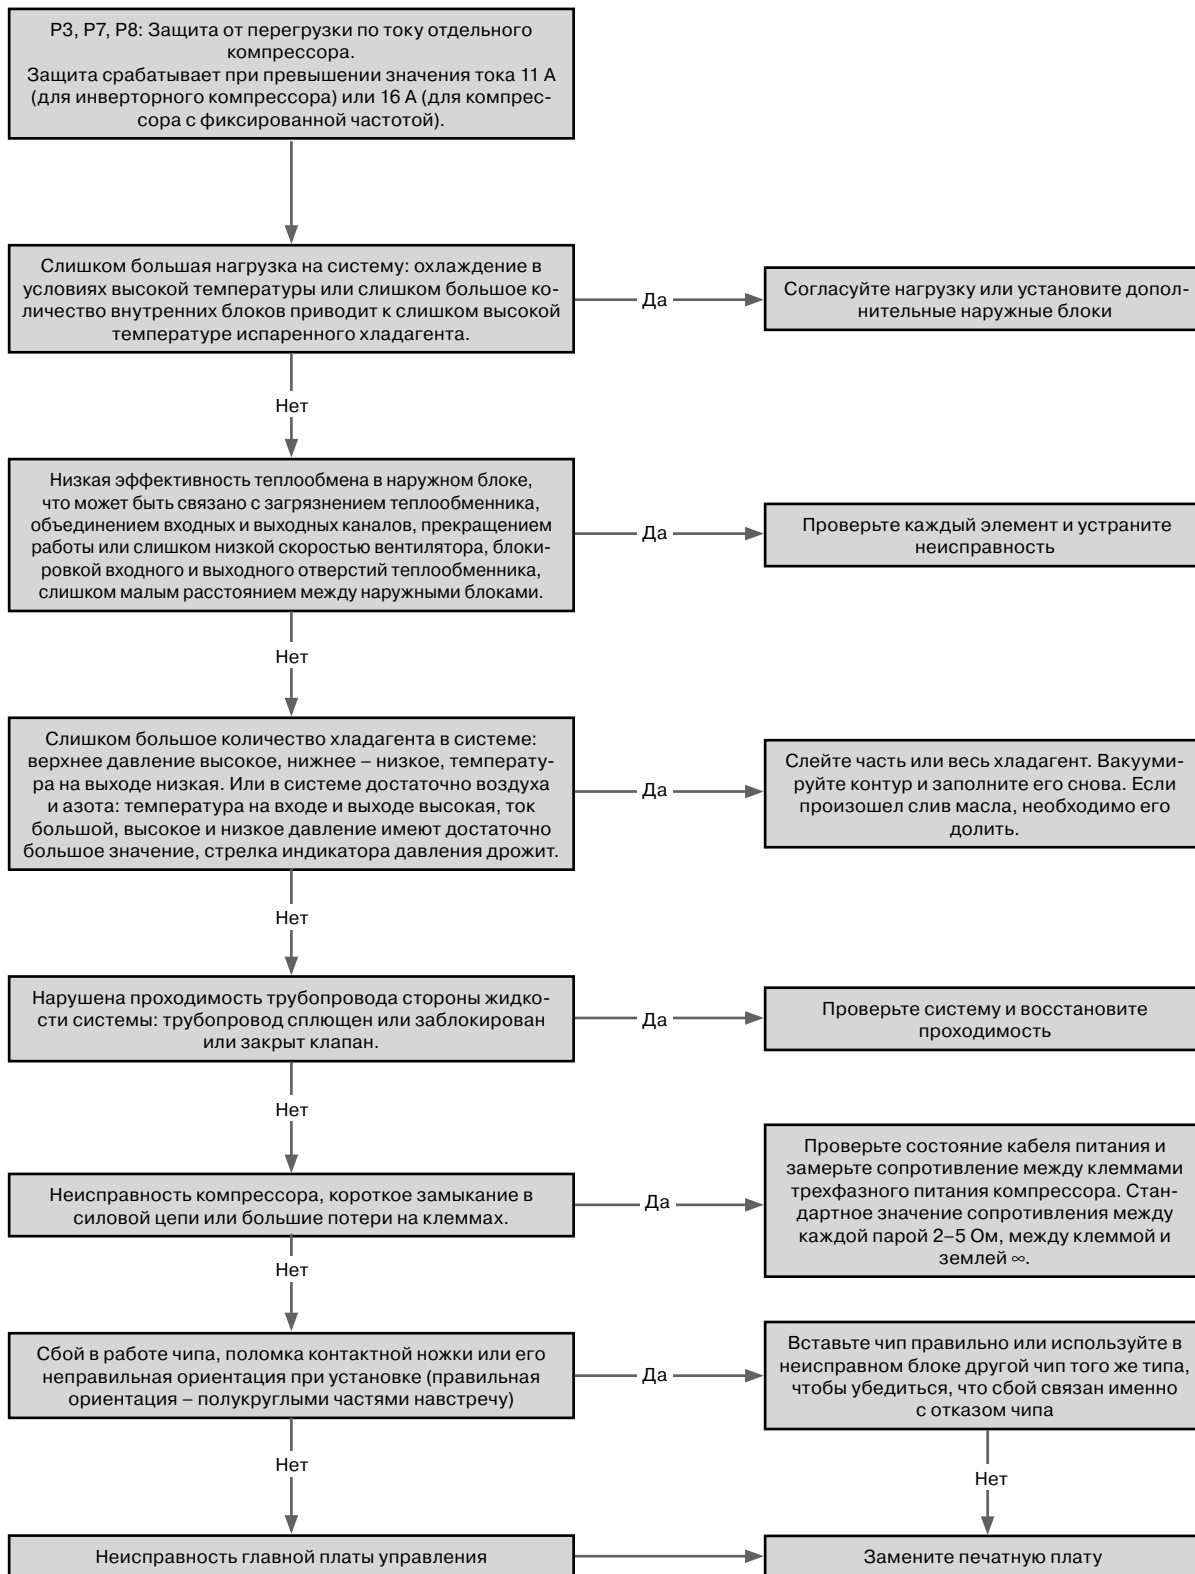 P3, P7, P8: Защита от перегрузки по току отдельного
компрессора.
Защита срабатывает при превышении значения тока 11 А
(для инверторного компрессора) или 16 А (для компрес-
сора с фиксированной частотой).
Слишком большая нагрузка на систему: охлаждение в
условиях высокой температуры или слишком большое ко-
личество внутренних блоков приводит к слишком высокой
температуре испаренного хладагента.
Да
Согласуйте нагрузку или установите допол-
нительные наружные блоки
Нет
Низкая эффективность теплообмена в наружном блоке,
что может быть связано с загрязнением теплообменника,
объединением входных и выходных каналов, прекращением
работы или слишком низкой скоростью вентилятора, блоки-
ровкой входного и выходного отверстий теплообменника,
слишком малым расстоянием между наружными блоками.
Да
Проверьте каждый элемент и устраните
неисправность
Нет
Слишком большое количество хладагента в системе:
верхнее давление высокое, нижнее – низкое, температу-
ра на выходе низкая. Или в системе достаточно воздуха
и азота: температура на входе и выходе высокая, ток
большой, высокое и низкое давление имеют достаточно
большое значение, стрелка индикатора давления дрожит.
Да
Слейте часть или весь хладагент. Вакууми-
руйте контур и заполните его снова. Если
произошел слив масла, необходимо его
долить.
Нет
Нарушена проходимость трубопровода стороны жидко-
сти системы: трубопровод сплющен или заблокирован
или закрыт клапан.
Да
Проверьте систему и восстановите
проходимость
Нет
Неисправность компрессора, короткое замыкание в
силовой цепи или большие потери на клеммах.
Да
Проверьте состояние кабеля питания и
замерьте сопротивление между клеммами
трехфазного питания компрессора. Стан-
дартное значение сопротивления между
каждой парой 2–5 Ом, между клеммой и
землей ∞.
Нет
Сбой в работе чипа, поломка контактной ножки или его
неправильная ориентация при установке (правильная
ориентация – полукруглыми частями навстречу)
Да
Вставьте чип правильно или используйте в
неисправном блоке другой чип того же типа,
чтобы убедиться, что сбой связан именно
с отказом чипа
Нет
Нет
Неисправность главной платы управления
Замените печатную плату